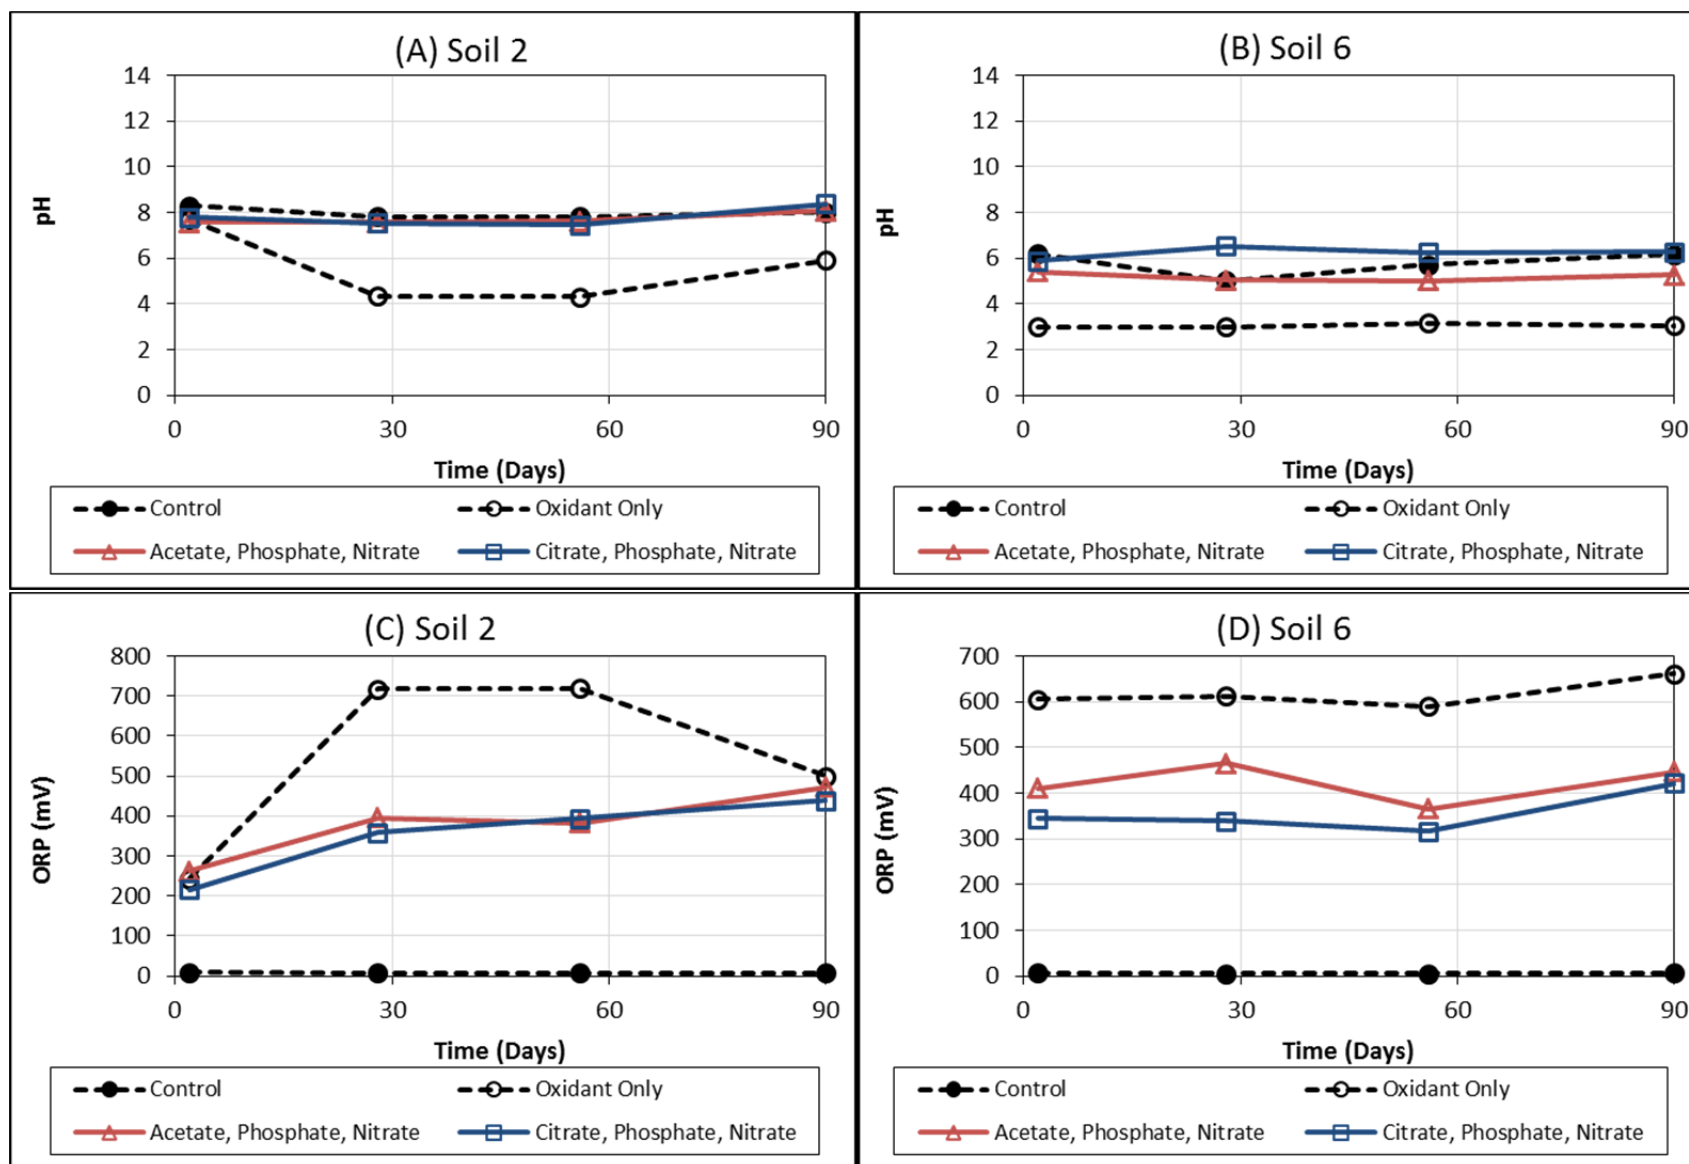 (A) Soil 2
14
12
10
8
6
4
2
0
pH
0 30 60 90
Time (Days)
Control Oxidant Only
Acetate, Phosphate, Nitrate Citrate, Phosphate, Nitrate
(B) Soil 6
14
12
10
8
6
4
2
0
pH
0 30 60 90
Time (Days)
Control Oxidant Only
Acetate, Phosphate, Nitrate Citrate, Phosphate, Nitrate
(C) Soil 2
800
700
600
500
400
300
200
100
0
ORP (mV)
0 30 60 90
Time (Days)
Control Oxidant Only
Acetate, Phosphate, Nitrate Citrate, Phosphate, Nitrate
(D) Soil 6
700
600
500
400
300
200
100
0
ORP (mV)
0 30 60 90
Time (Days)
Control Oxidant Only
Acetate, Phosphate, Nitrate Citrate, Phosphate, Nitrate